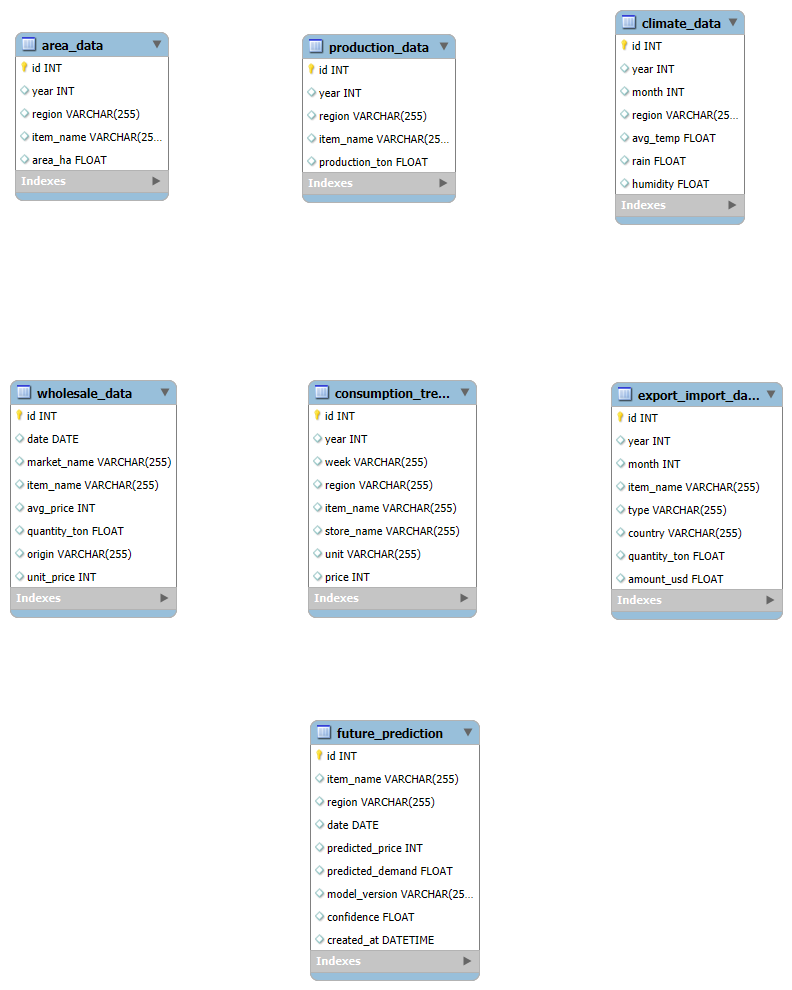 area_data
id INT
year INT
region VARCHAR(255)
item_name VARCHAR(25...
area_ha FLOAT
Indexes
production_data
id INT
year INT
region VARCHAR(255)
item_name VARCHAR(25...
production_ton FLOAT
Indexes
climate_data
id INT
year INT
month INT
region VARCHAR(25...
avg_temp FLOAT
rain FLOAT
humidity FLOAT
Indexes
wholesale_data
id INT
date DATE
market_name VARCHAR(255)
item_name VARCHAR(255)
avg_price INT
quantity_ton FLOAT
origin VARCHAR(255)
unit_price INT
Indexes
consumption_tre...
id INT
year INT
week VARCHAR(255)
region VARCHAR(255)
item_name VARCHAR(255)
store_name VARCHAR(255)
unit VARCHAR(255)
price INT
Indexes
export_import_da...
id INT
year INT
month INT
item_name VARCHAR(255)
type VARCHAR(255)
country VARCHAR(255)
quantity_ton FLOAT
amount_usd FLOAT
Indexes
future_prediction
id INT
item_name VARCHAR(255)
region VARCHAR(255)
date DATE
predicted_price INT
predicted_demand FLOAT
model_version VARCHAR(25...
confidence FLOAT
created_at DATETIME
Indexes